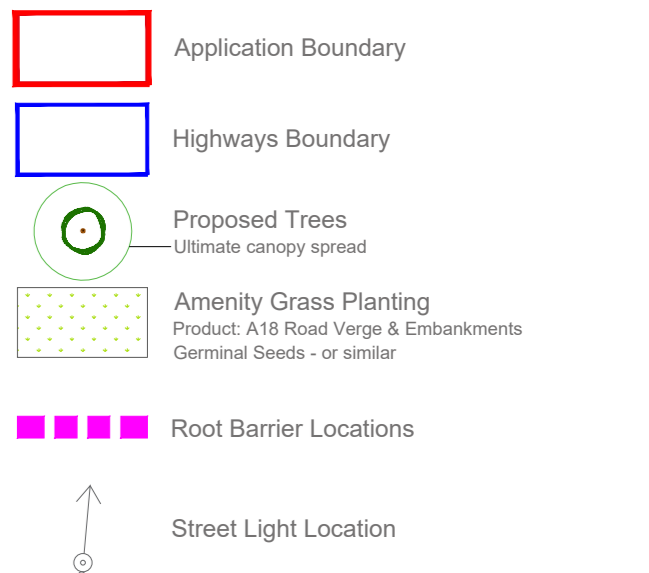 Application Boundary
Highways Boundary
Proposed Trees
Ultimate canopy spread
Amenity Grass Planting
Product: A18 Road Verge & Embankments
Germinal Seeds - or similar
Root Barrier Locations
Street Light Location